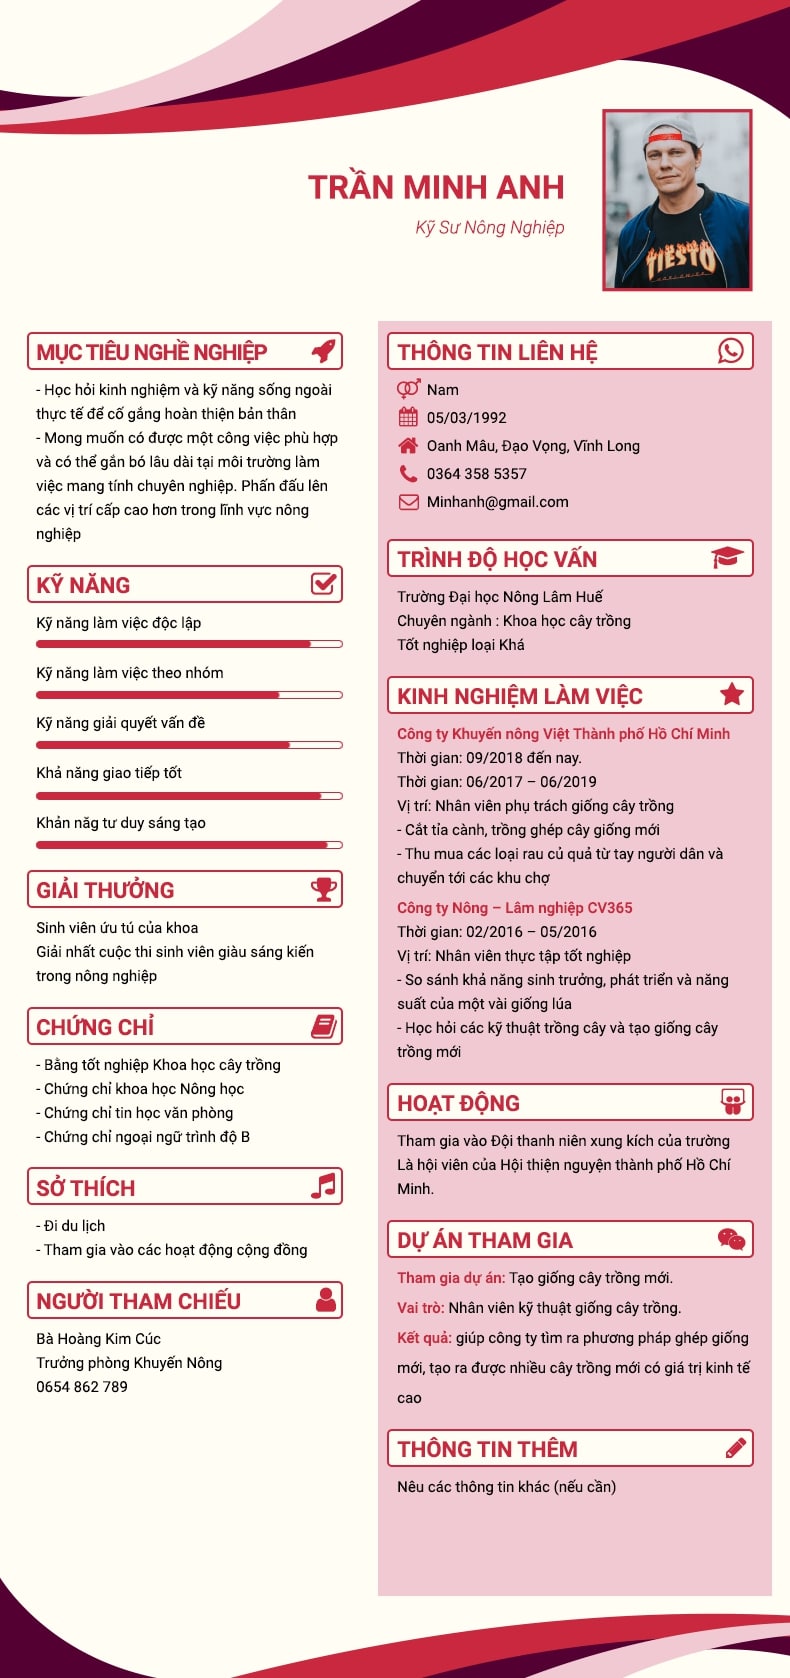 TRẦN MINH ANH
Kỹ Sư Nông Nghiệp
TIËSTO
MỤC TIÊU NGHỀ NGHIỆP
- Học hỏi kinh nghiệm và kỹ năng sống ngoài
thực tế để cố gắng hoàn thiện bản thân
- Mong muốn có được một công việc phù hợp
và có thể gắn bó lâu dài tại môi trường làm
việc mang tính chuyên nghiệp. Phấn đấu lên
các vị trí cấp cao hơn trong lĩnh vực nông
nghiệp
KỸ NĂNG
Kỹ năng làm việc độc lập
Kỹ năng làm việc theo nhóm
Kỹ năng giải quyết vấn đề
Khả năng giao tiếp tốt
Khản năg tư duy sáng tạo
GIẢI THƯỞNG
Sinh viên ứu tú của khoa
Giải nhất cuộc thi sinh viên giàu sáng kiến
trong nông nghiệp
CHỨNG CHỈ
- Bằng tốt nghiệp Khoa học cây trồng
- Chứng chỉ khoa học Nông học
- Chứng chỉ tin học văn phòng
- Chứng chỉ ngoại ngữ trình độ B
SỞ THÍCH
- Đi du lịch
- Tham gia vào các hoạt động cộng đồng
NGƯỜI THAM CHIẾU
Bà Hoàng Kim Cúc
Trưởng phòng Khuyến Nông
0654 862 789
THÔNG TIN LIÊN HỆ
Nam
05/03/1992
Oanh Mâu, Đạo Vọng, Vĩnh Long
0364 358 5357
Minhanh@gmail.com
TRÌNH ĐỘ HỌC VẤN
Trường Đại học Nông Lâm Huế
Chuyên ngành : Khoa học cây trồng
Tốt nghiệp loại Khá
KINH NGHIỆM LÀM VIỆC
Công ty Khuyến nông Việt Thành phố Hồ Chí Minh
Thời gian: 09/2018 đến nay.
Thời gian: 06/2017 – 06/2019
Vị trí: Nhân viên phụ trách giống cây trồng
- Cắt tỉa cành, trồng ghép cây giống mới
- Thu mua các loại rau củ quả từ tay người dân và
chuyển tới các khu chợ
Công ty Nông – Lâm nghiệp CV365
Thời gian: 02/2016 – 05/2016
Vị trí: Nhân viên thực tập tốt nghiệp
- So sánh khả năng sinh trưởng, phát triển và năng
suất của một vài giống lúa
- Học hỏi các kỹ thuật trồng cây và tạo giống cây
trồng mới
HOẠT ĐỘNG
Tham gia vào Đội thanh niên xung kích của trường
Là hội viên của Hội thiện nguyện thành phố Hồ Chí
Minh.
DỰ ÁN THAM GIA
Tham gia dự án: Tạo giống cây trồng mới.
Vai trò: Nhân viên kỹ thuật giống cây trồng.
Kết quả: giúp công ty tìm ra phương pháp ghép giống
mới, tạo ra được nhiều cây trồng mới có giá trị kinh tế
cao
THÔNG TIN THÊM
Nêu các thông tin khác (nếu cần)